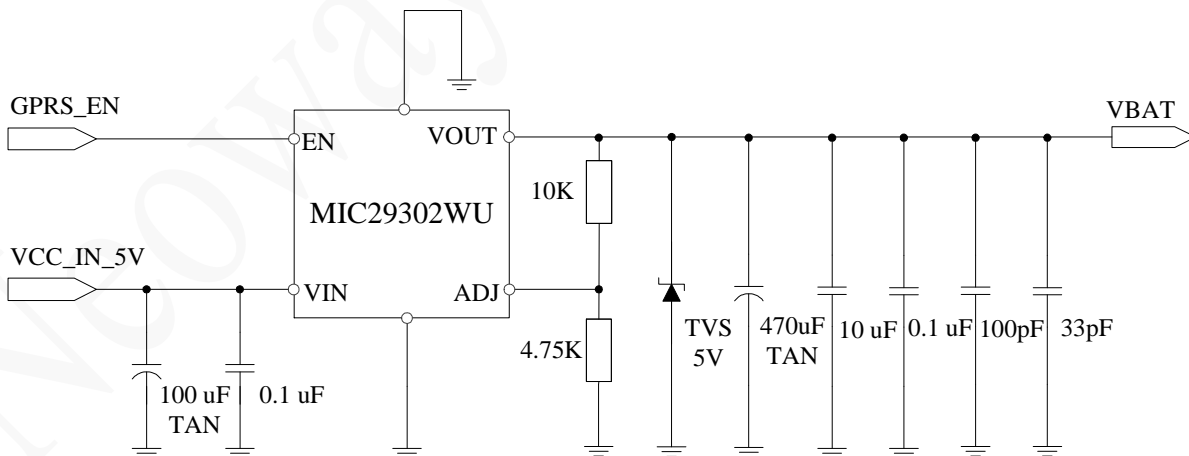 GPRS_EN
EN
VOUT
VBAT
10K
MIC29302WU
VCC_IN_5V
VIN
ADJ
4.75K
TVS
5V
470uF
TAN
10 uF
0.1 uF
100pF
33pF
100 uF
TAN
0.1 uF
Neoway